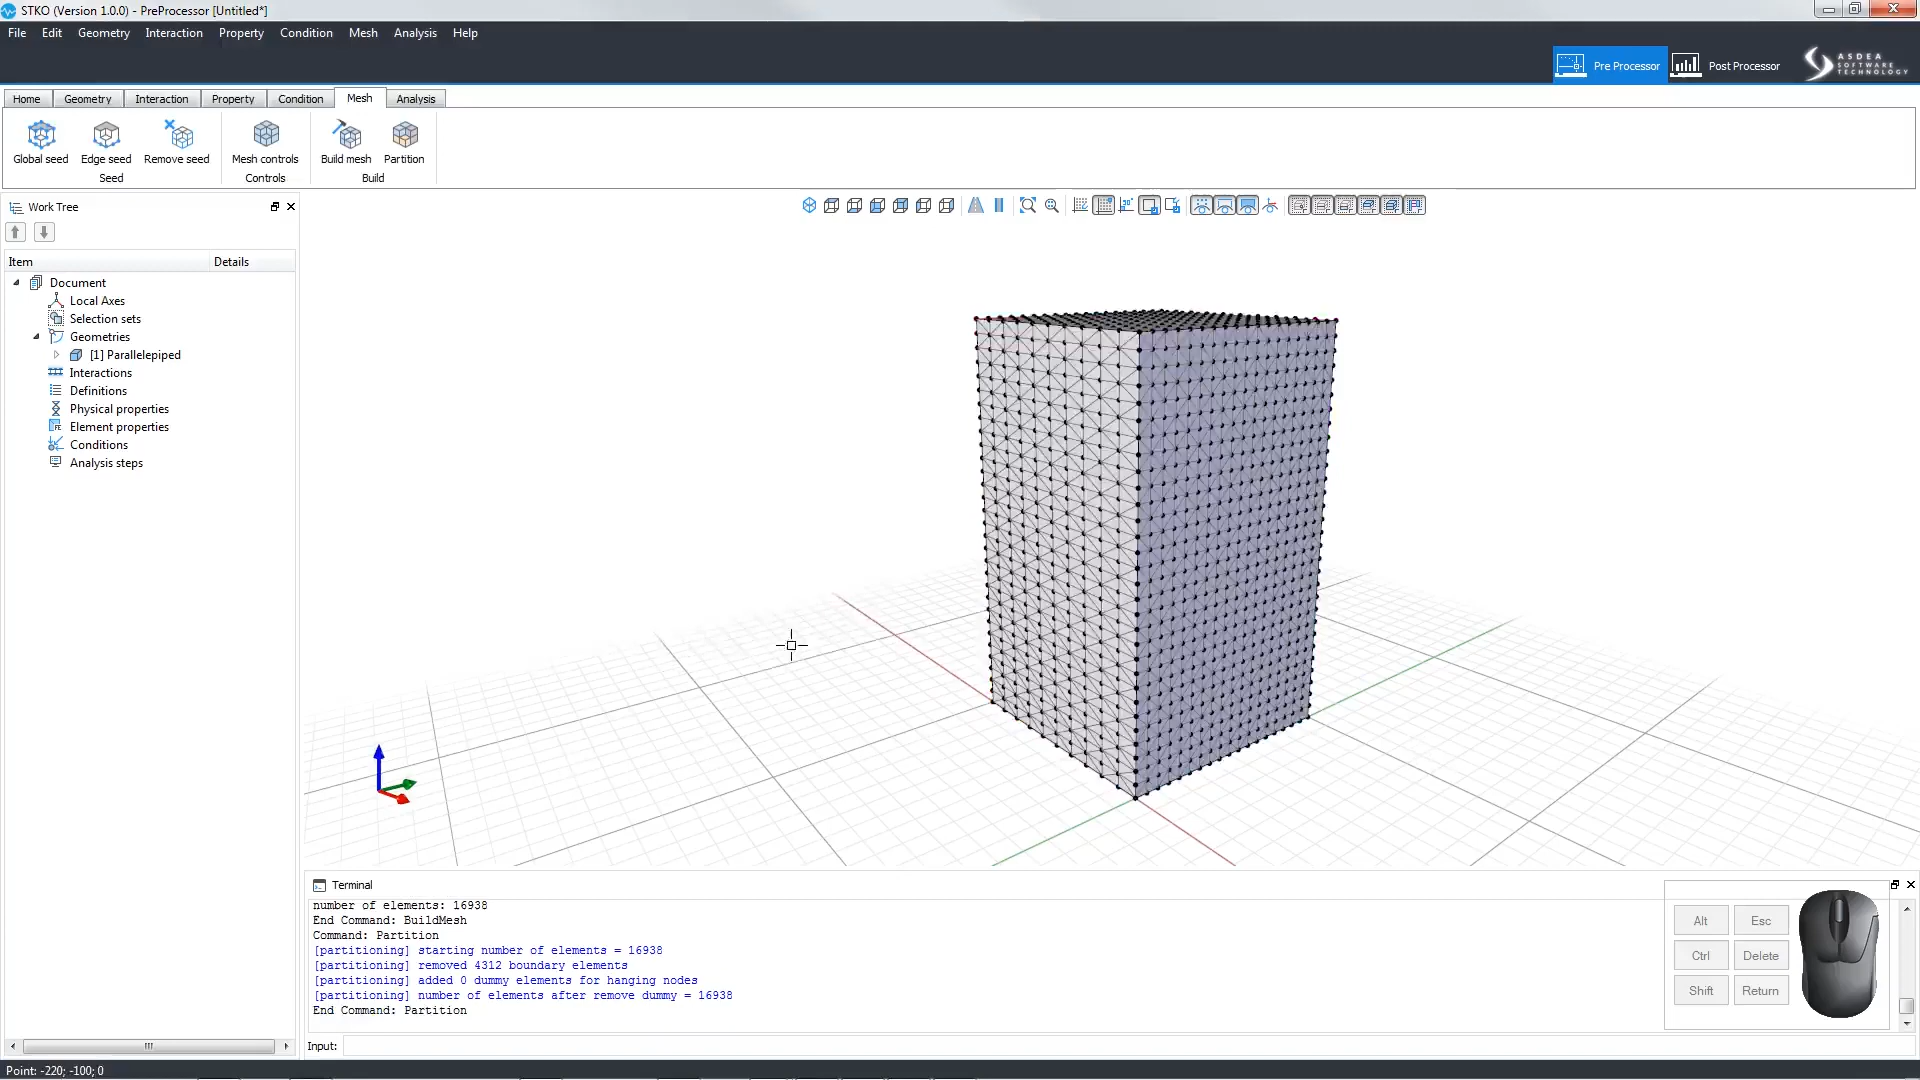 STKO (Version 1.0.0) - PreProcessor [Untitled*]
File Edit Geometry Interaction Property Condition Mesh Analysis Help
Pre Processor Post Processor
ASDEA
SOFTWARE
TECHNOLOGY
Home Geometry Interaction Property Condition Mesh Analysis
Global seed Edge seed Remove seed Mesh controls Build mesh Partition
Seed Controls Build
Work Tree
Item Details
Document
Local Axes
Selection sets
Geometries
[1] Parallelepiped
Interactions
Definitions
Physical properties
Element properties
Conditions
Analysis steps
Terminal
number of elements: 16938
End Command: BuildMesh
Command: Partition
[partitioning] starting number of elements = 16938
[partitioning] removed 4312 boundary elements
[partitioning] added 0 dummy elements for hanging nodes
[partitioning] number of elements after remove dummy = 16938
End Command: Partition
Input:
Alt Esc
Ctrl Delete
Shift Return
Point: -220; -100; 0